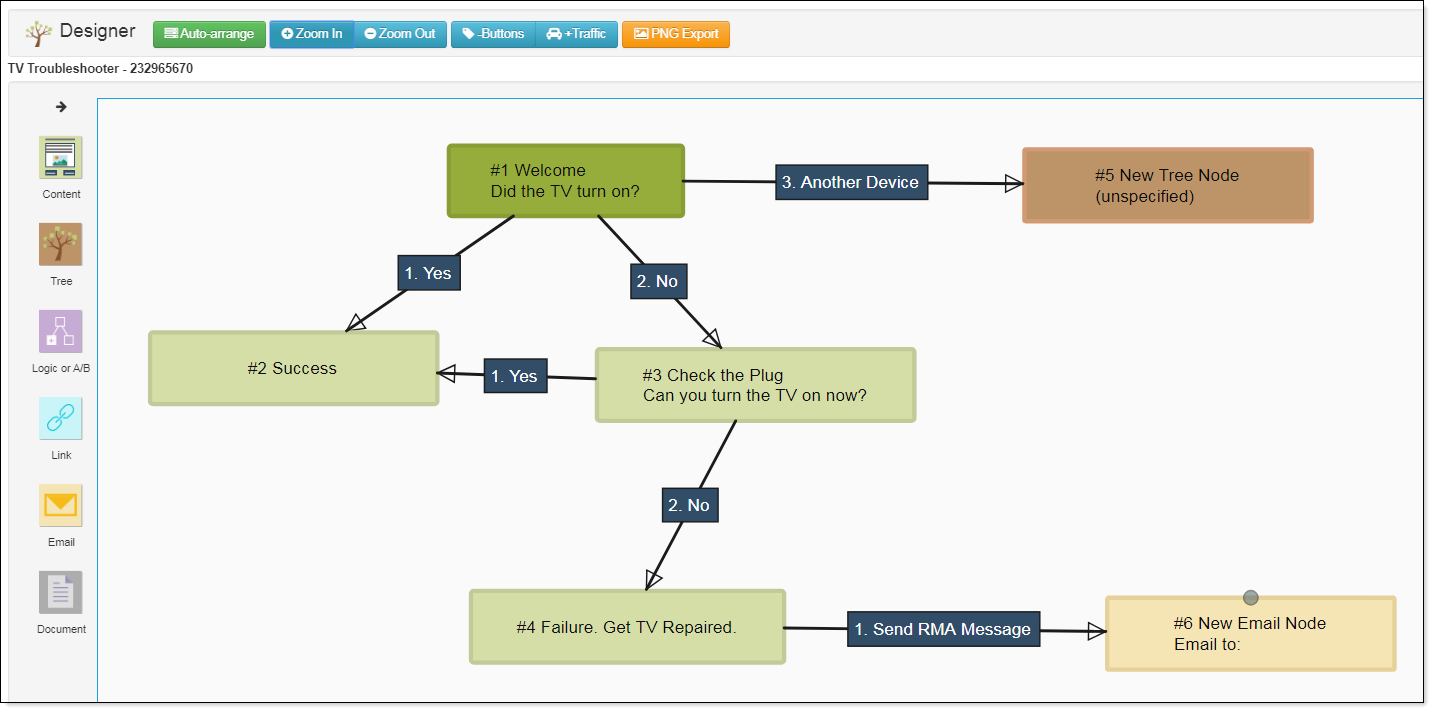 Designer
Auto-arrange
Zoom In
Zoom Out
-Buttons
+Traffic
PNG Export
TV Troubleshooter - 232965670
Content
Tree
Logic or A/B
Link
Email
Document
#1 Welcome
Did the TV turn on?
3. Another Device
#5 New Tree Node
(unspecified)
1. Yes
2. No
#2 Success
1. Yes
#3 Check the Plug
Can you turn the TV on now?
2. No
#4 Failure. Get TV Repaired.
1. Send RMA Message
#6 New Email Node
Email to: